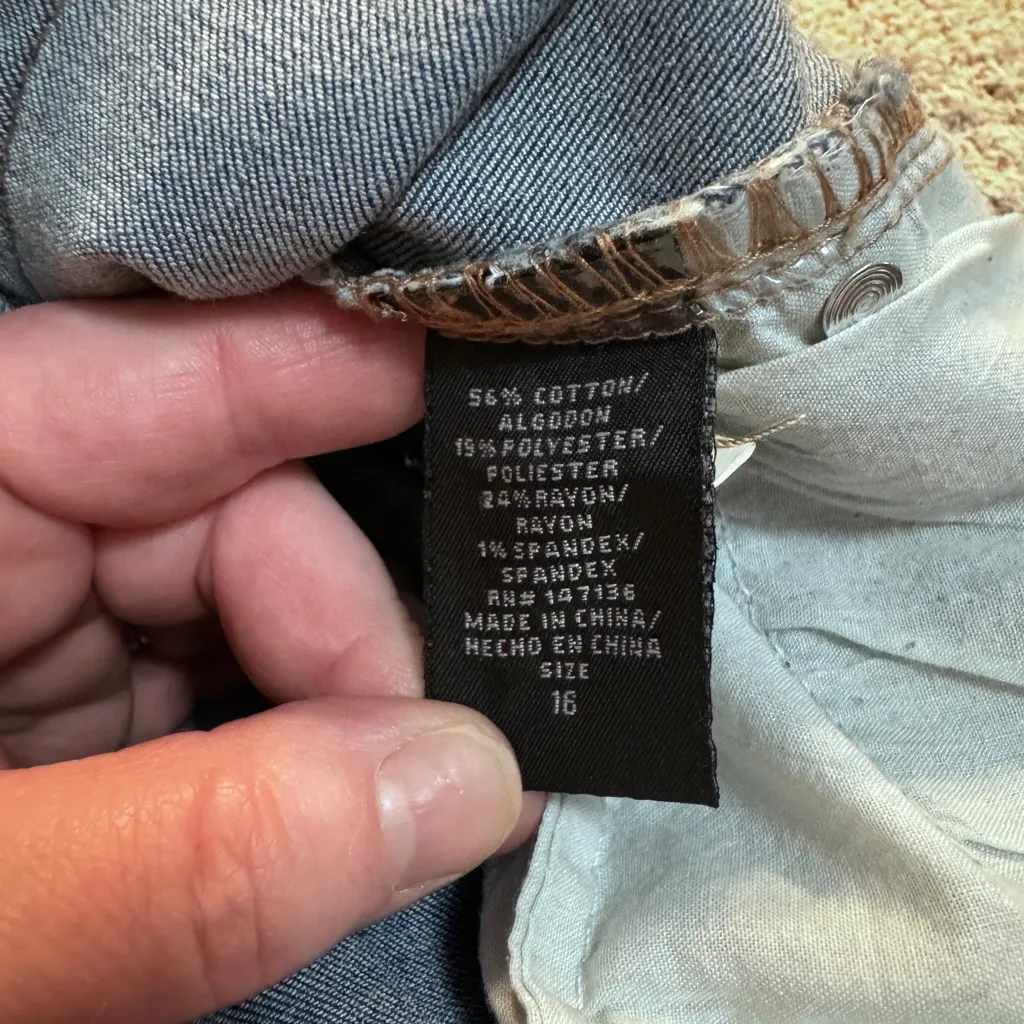 56% COTTON/
ALGODON
19% POLYESTER/
POLIESTER
24% RAYON/
RAYON
1% SPANDEX/
SPANDEX
RN# 147136
MADE IN CHINA/
HECHO EN CHINA
SIZE
16